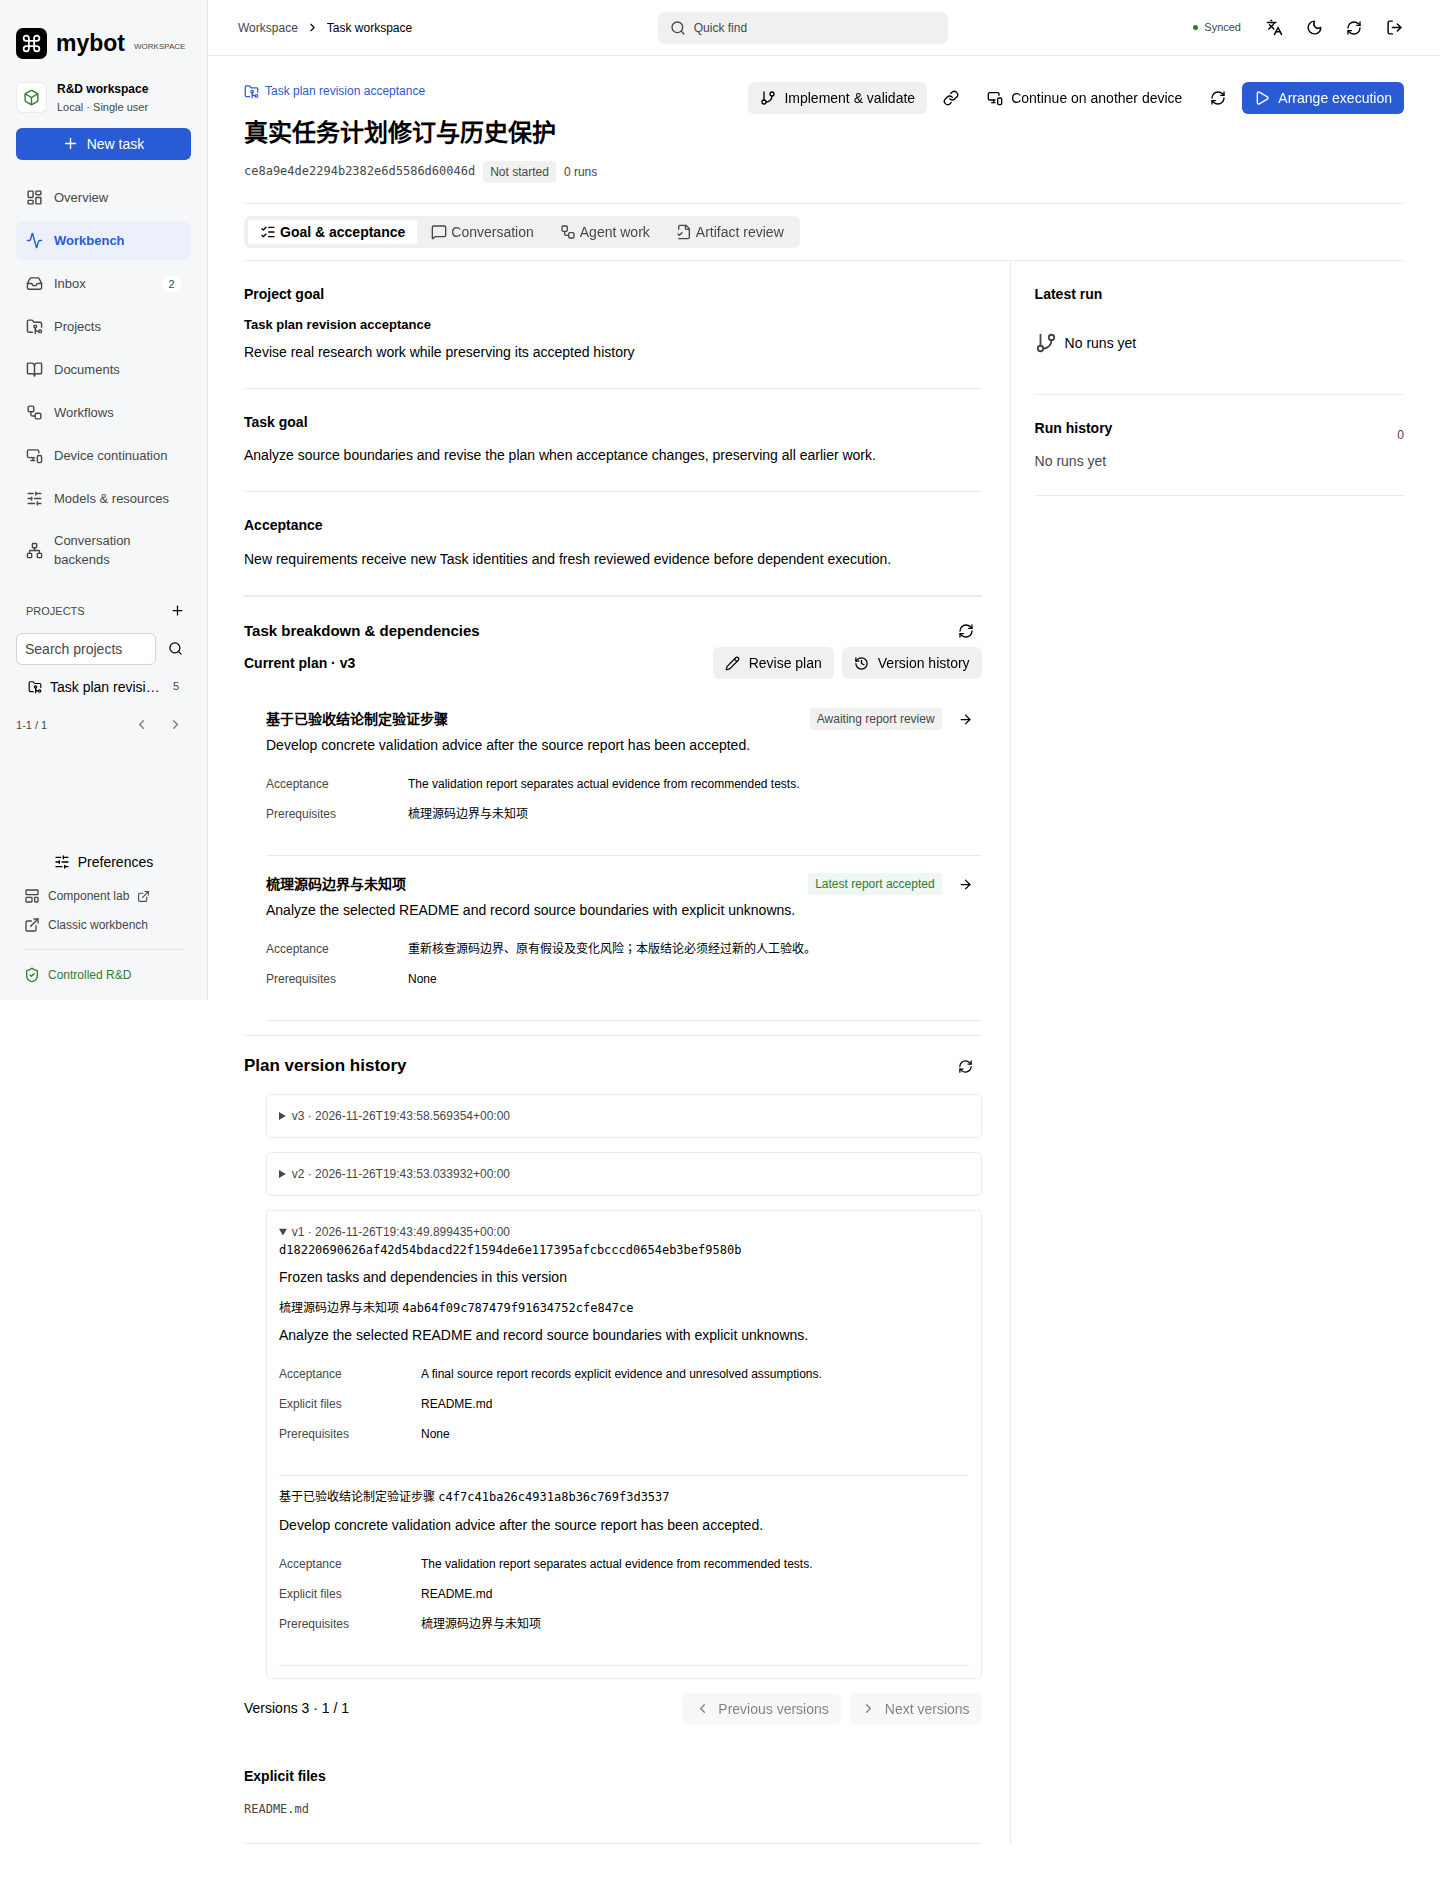 mybot WORKSPACE
R&D workspace
Local · Single user
New task
Overview
Workbench
Inbox 2
Projects
Documents
Workflows
Device continuation
Models & resources
Conversation
backends
PROJECTS
Search projects
Task plan revisi... 5
1-1 / 1
Preferences
Component lab
Classic workbench
Controlled R&D
Workspace Task workspace
Quick find
Synced
Task plan revision acceptance
Implement & validate
Continue on another device
Arrange execution
真实任务计划修订与历史保护
ce8a9e4de2294b2382e6d5586d60046d Not started 0 runs
Goal & acceptance Conversation Agent work Artifact review
Project goal
Task plan revision acceptance
Revise real research work while preserving its accepted history
Task goal
Analyze source boundaries and revise the plan when acceptance changes, preserving all earlier work.
Acceptance
New requirements receive new Task identities and fresh reviewed evidence before dependent execution.
Task breakdown & dependencies
Current plan · v3 Revise plan Version history
基于已验收结论制定验证步骤 Awaiting report review
Develop concrete validation advice after the source report has been accepted.
Acceptance The validation report separates actual evidence from recommended tests.
Prerequisites 梳理源码边界与未知项
梳理源码边界与未知项 Latest report accepted
Analyze the selected README and record source boundaries with explicit unknowns.
Acceptance 重新核查源码边界、原有假设及变化风险；本版结论必须经过新的人工验收。
Prerequisites None
Plan version history
v3 · 2026-11-26T19:43:58.569354+00:00
v2 · 2026-11-26T19:43:53.033932+00:00
v1 · 2026-11-26T19:43:49.899435+00:00
d18220690626af42d54bdacd22f1594de6e117395afcbcccd0654eb3bef9580b
Frozen tasks and dependencies in this version
梳理源码边界与未知项 4ab64f09c787479f91634752cfe847ce
Analyze the selected README and record source boundaries with explicit unknowns.
Acceptance A final source report records explicit evidence and unresolved assumptions.
Explicit files README.md
Prerequisites None
基于已验收结论制定验证步骤 c4f7c41ba26c4931a8b36c769f3d3537
Develop concrete validation advice after the source report has been accepted.
Acceptance The validation report separates actual evidence from recommended tests.
Explicit files README.md
Prerequisites 梳理源码边界与未知项
Versions 3 · 1 / 1 Previous versions Next versions
Explicit files
README.md
Latest run
No runs yet
Run history 0
No runs yet